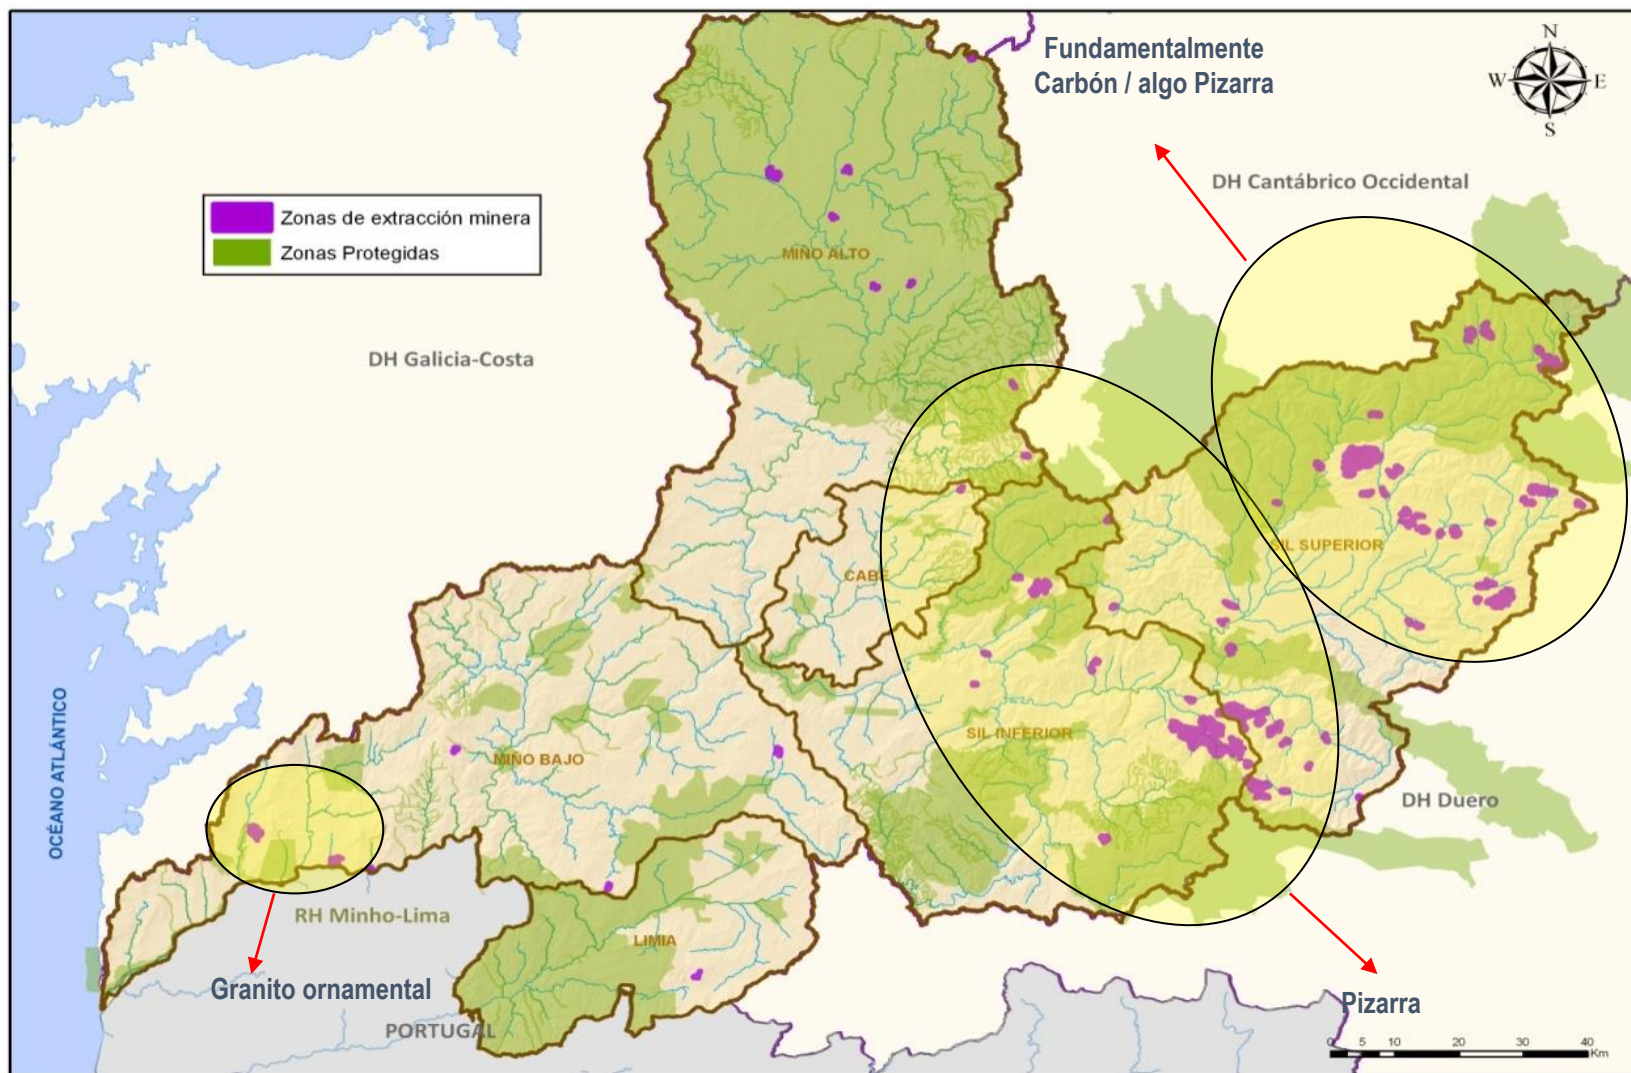 Fundamentalmente
Carbón / algo Pizarra
N
W
E
S
DH Cantábrico Occidental
Zonas de extracción minera
Zonas Protegidas
MIÑO ALTO
DH Galicia-Costa
SIL SUPERIOR
CABE
OCÉANO ATLÁNTICO
SIL INFERIOR
MIÑO BAJO
DH Duero
RH Minho-Lima
LIMIA
Granito ornamental
Pizarra
PORTUGAL
0 5 10 20 30 40
Km